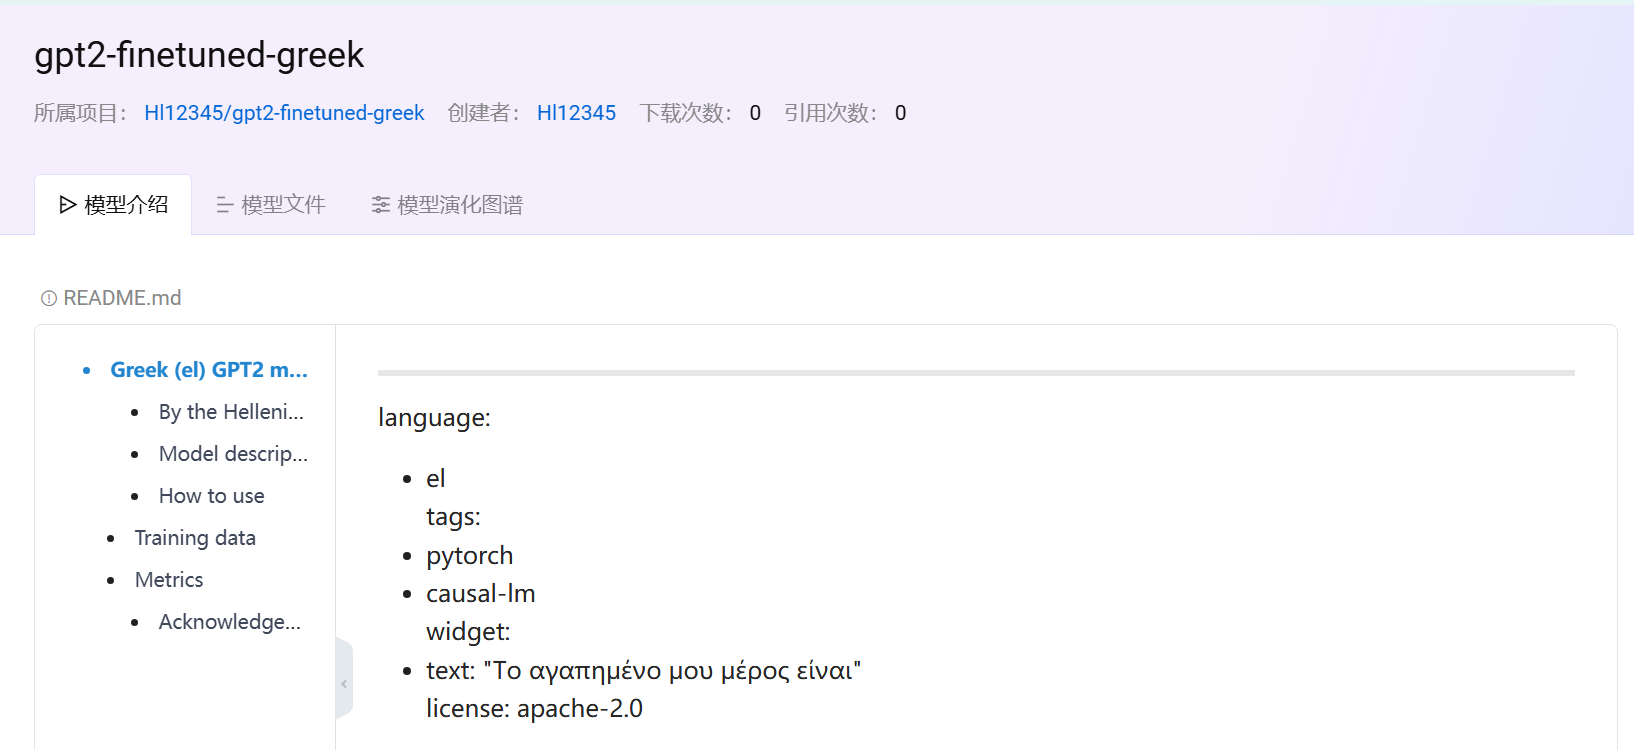 gpt2-finetuned-greek
所属项目： Hl12345/gpt2-finetuned-greek 创建者： Hl12345 下载次数： 0 引用次数： 0
模型介绍 模型文件 模型演化图谱
README.md
Greek (el) GPT2 m...
By the Helleni...
Model descrip...
How to use
Training data
Metrics
Acknowledge...
language:
el
tags:
pytorch
causal-lm
widget:
text: "Το αγαπημένο μου μέρος είναι"
license: apache-2.0